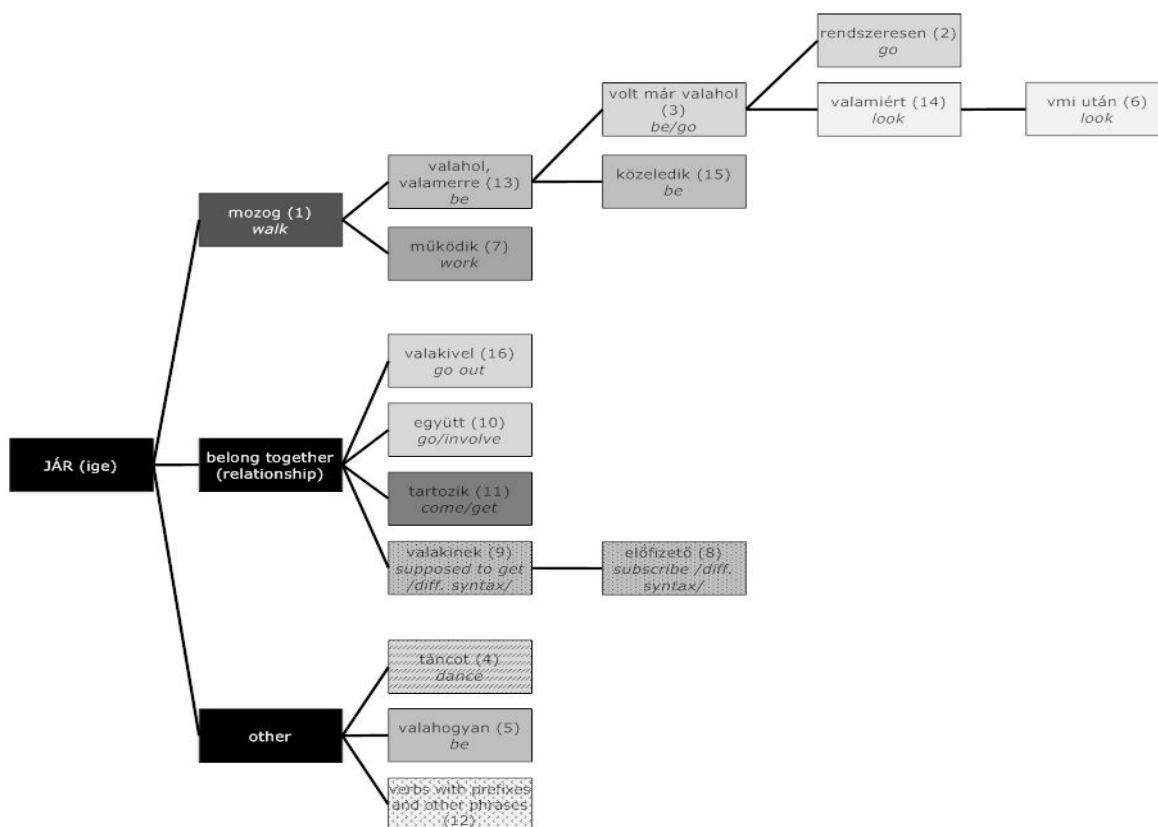 rendszeresen (2)
go
volt már valahol
(3)
be/go
valamiért (14)
look
vmi után (6)
look
valahol,
valamerre (13)
be
közeledik (15)
be
mozog (1)
walk
működik (7)
work
valakivel (16)
go out
együtt (10)
go/involve
JÁR (ige)
belong together
(relationship)
tartozik (11)
come/get
valakinek (9)
supposed to get
/diff. syntax/
előfizető (8)
subscribe /diff.
syntax/
táncot (4)
dance
other
valahogyan (5)
be
verbs with prefixes
and other phrases
(12)